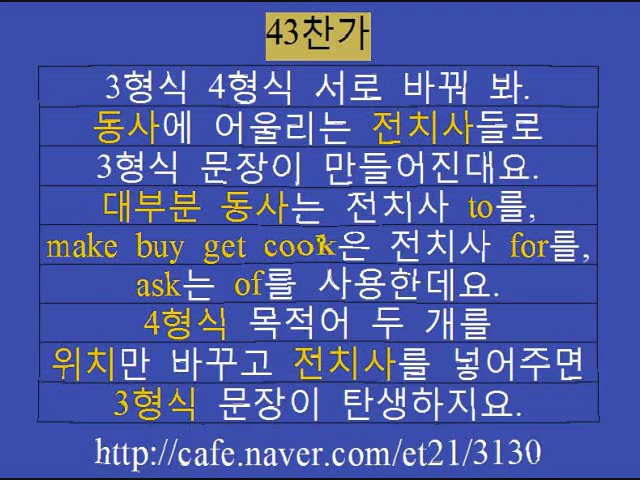 43찬가
3형식 4형식 서로 바꿔 봐.
동사에 어울리는 전치사들로
3형식 문장이 만들어진대요.
대부분 동사는 전치사 to를,
make buy get cook은 전치사 for를,
ask는 of를 사용한데요.
4형식 목적어 두 개를
위치만 바꾸고 전치사를 넣어주면
3형식 문장이 탄생하지요.
http://cafe.naver.com/et21/3130